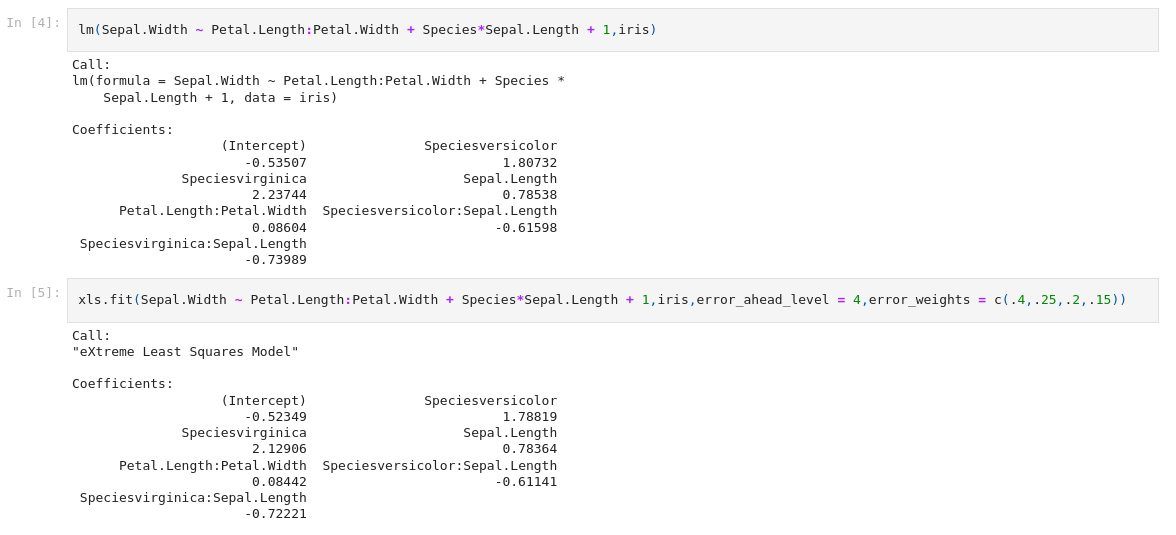 In [4]:
lm(Sepal.Width ~ Petal.Length:Petal.Width + Species*Sepal.Length + 1,iris)
Call:
lm(formula = Sepal.Width ~ Petal.Length:Petal.Width + Species *
    Sepal.Length + 1, data = iris)
Coefficients:
(Intercept) Speciesversicolor
-0.53507 1.80732
Speciesvirginica Sepal.Length
2.23744 0.78538
Petal.Length:Petal.Width Speciesversicolor:Sepal.Length
0.08604 -0.61598
Speciesvirginica:Sepal.Length
-0.73989
In [5]:
xls.fit(Sepal.Width ~ Petal.Length:Petal.Width + Species*Sepal.Length + 1,iris,error_ahead_level = 4,error_weights = c(.4,.25,.2,.15))
Call:
"eXtreme Least Squares Model"
Coefficients:
(Intercept) Speciesversicolor
-0.52349 1.78819
Speciesvirginica Sepal.Length
2.12906 0.78364
Petal.Length:Petal.Width Speciesversicolor:Sepal.Length
0.08442 -0.61141
Speciesvirginica:Sepal.Length
-0.72221